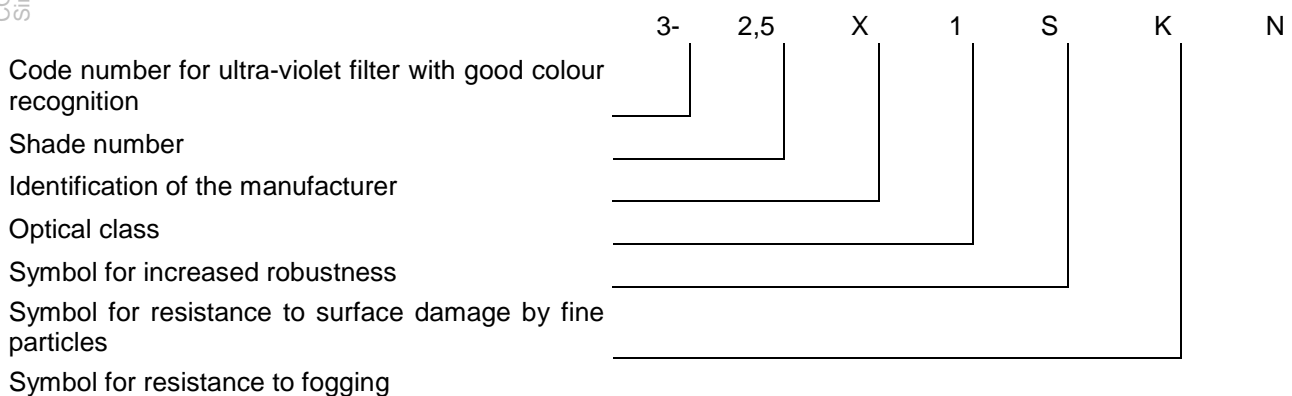 3- 2,5 X 1 S K N
Code number for ultra-violet filter with good colour
recognition
Shade number
Identification of the manufacturer
Optical class
Symbol for increased robustness
Symbol for resistance to surface damage by fine
particles
Symbol for resistance to fogging